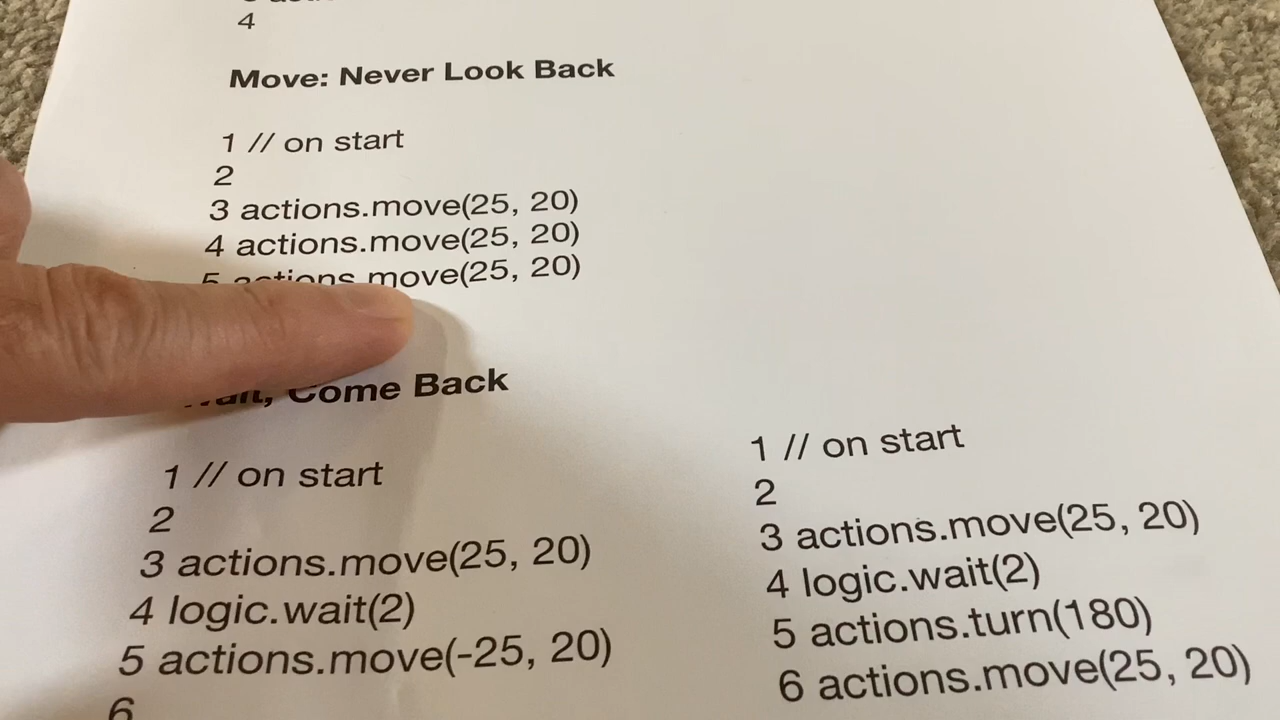 4
Move: Never Look Back
1 // on start
2
3 actions.move(25, 20)
4 actions.move(25, 20)
5 actions.move(25, 20)
Wait, Come Back
1 // on start
2
3 actions.move(25, 20)
4 logic.wait(2)
5 actions.move(-25, 20)
6
1 // on start
2
3 actions.move(25, 20)
4 logic.wait(2)
5 actions.turn(180)
6 actions.move(25, 20)